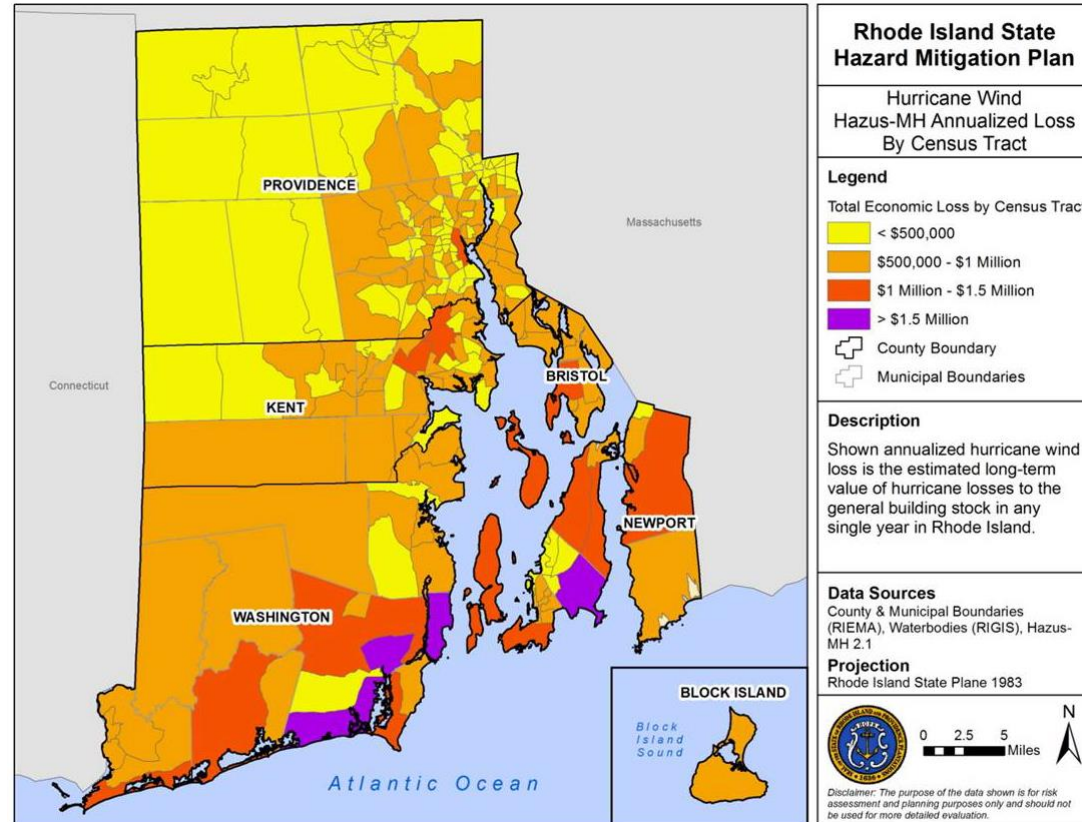 Rhode Island State
Hazard Mitigation Plan
Hurricane Wind
Hazus-MH Annualized Loss
By Census Tract
Legend
Total Economic Loss by Census Tract
< $500,000
$500,000 - $1 Million
$1 Million - $1.5 Million
> $1.5 Million
County Boundary
Municipal Boundaries
Description
Shown annualized hurricane wind
loss is the estimated long-term
value of hurricane losses to the
general building stock in any
single year in Rhode Island.
Data Sources
County & Municipal Boundaries
(RIEMA), Waterbodies (RIGIS), Hazus-
MH 2.1
Projection
Rhode Island State Plane 1983
0 2.5 5
Miles
N
Disclaimer: The purpose of the data shown is for risk
assessment and planning purposes only and should not
be used for more detailed evaluation.
PROVIDENCE
Massachusetts
Connecticut
KENT
BRISTOL
NEWPORT
WASHINGTON
BLOCK ISLAND
Block
Island
Sound
Atlantic Ocean
1636